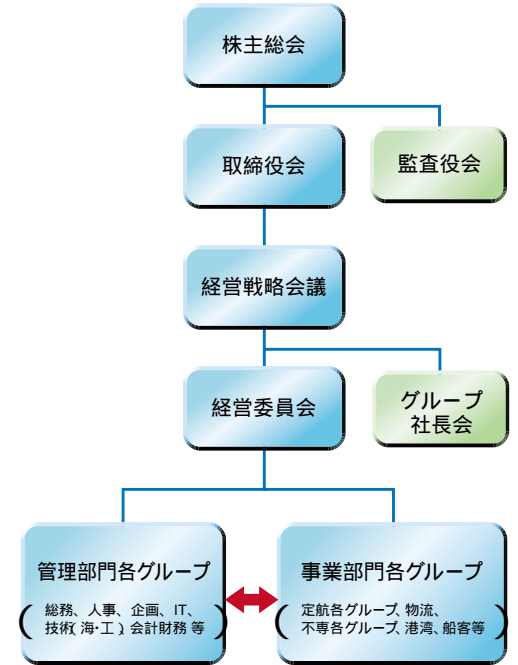 株主総会
取締役会
監査役会
経営戦略会議
経営委員会
グループ
社長会
管理部門各グループ
(総務、人事、企画、IT、
技術(海・工)、会計財務 等)
事業部門各グループ
(定航各グループ、物流、
不専各グループ、港湾、船客等)